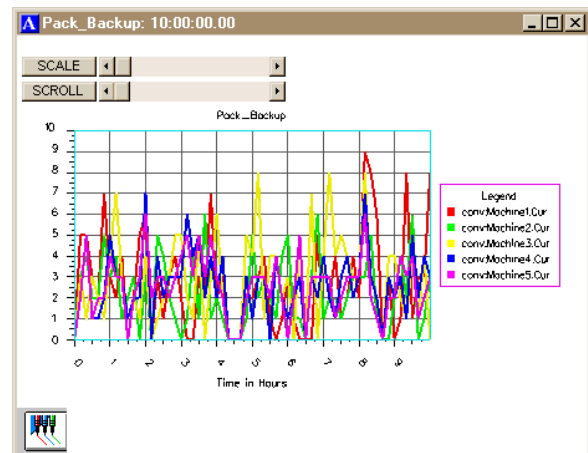 A Pack_Backup: 10:00:00.00
SCALE
SCROLL
Pack_Backup
10
9
8
7
6
5
4
3
2
1
0
0 1 2 3 4 5 6 7 8 9
Time in Hours
Legend
conv:Machine1.Cur
conv:Machine2.Cur
conv:Machine3.Cur
conv:Machine4.Cur
conv:Machine5.Cur